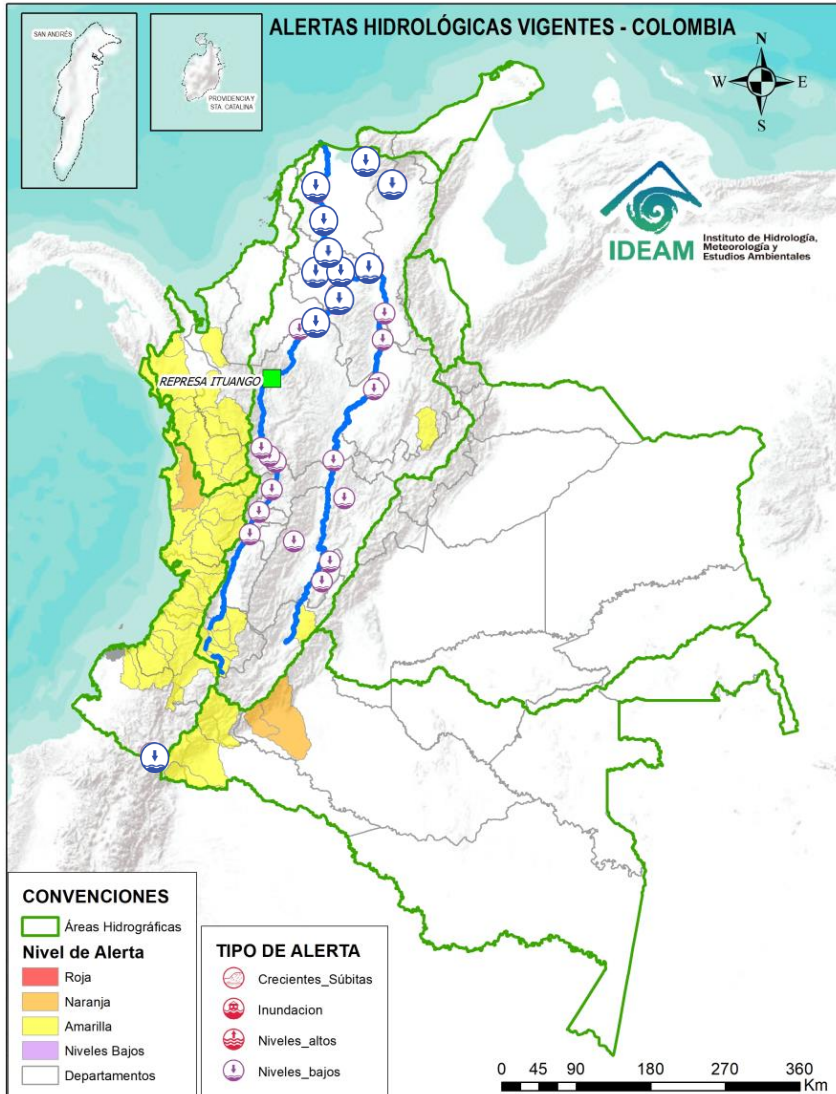 ALERTAS HIDROLÓGICAS VIGENTES - COLOMBIA
SAN ANDRÉS
PROVIDENCIA Y
STA. CATALINA
N
W
E
S
IDEAM
Instituto de Hidrología,
Meteorología y
Estudios Ambientales
REPRESA ITUANGO
CONVENCIONES
Áreas Hidrográficas
Nivel de Alerta
Roja
Naranja
Amarilla
Niveles Bajos
Departamentos
TIPO DE ALERTA
Crecientes_Súbitas
Inundacion
Niveles_altos
Niveles_bajos
0 45 90 180 270 360
Km